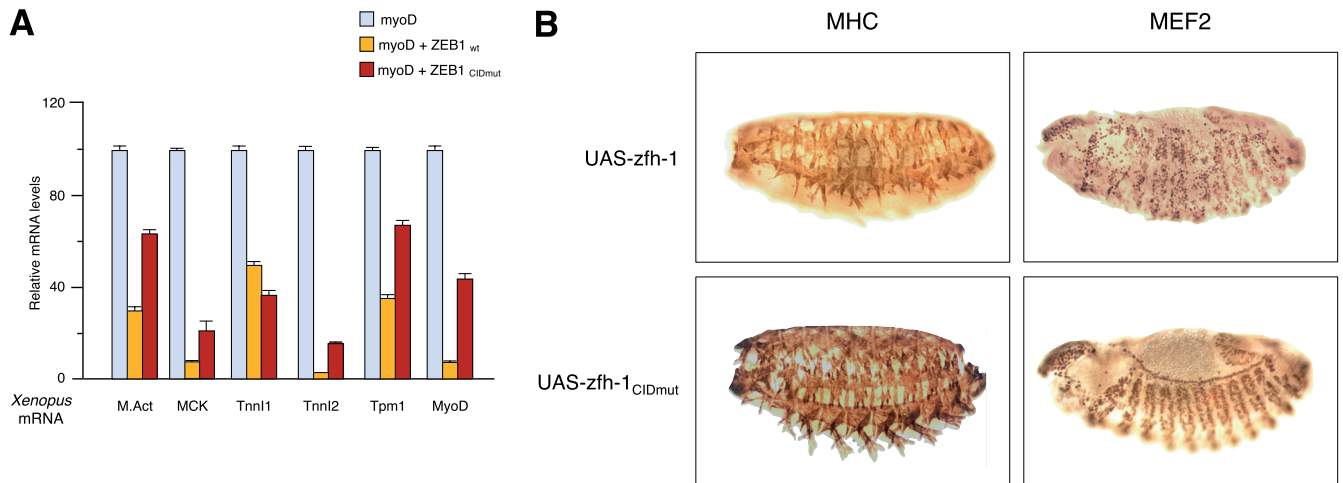 A
myoD
myoD + ZEB1 wt
myoD + ZEB1 CIDmut
120
80
40
0
Relative mRNA levels
Xenopus
mRNA
M.Act MCK TnnI1 TnnI2 Tpm1 MyoD
B
MHC MEF2
UAS-zfh-1
UAS-zfh-1CIDmut